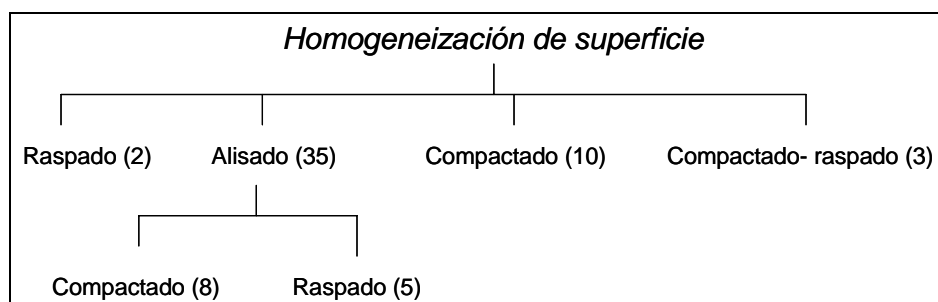 Homogeneización de superficie
Raspado (2) Alisado (35) Compactado (10) Compactado- raspado (3)
Compactado (8) Raspado (5)